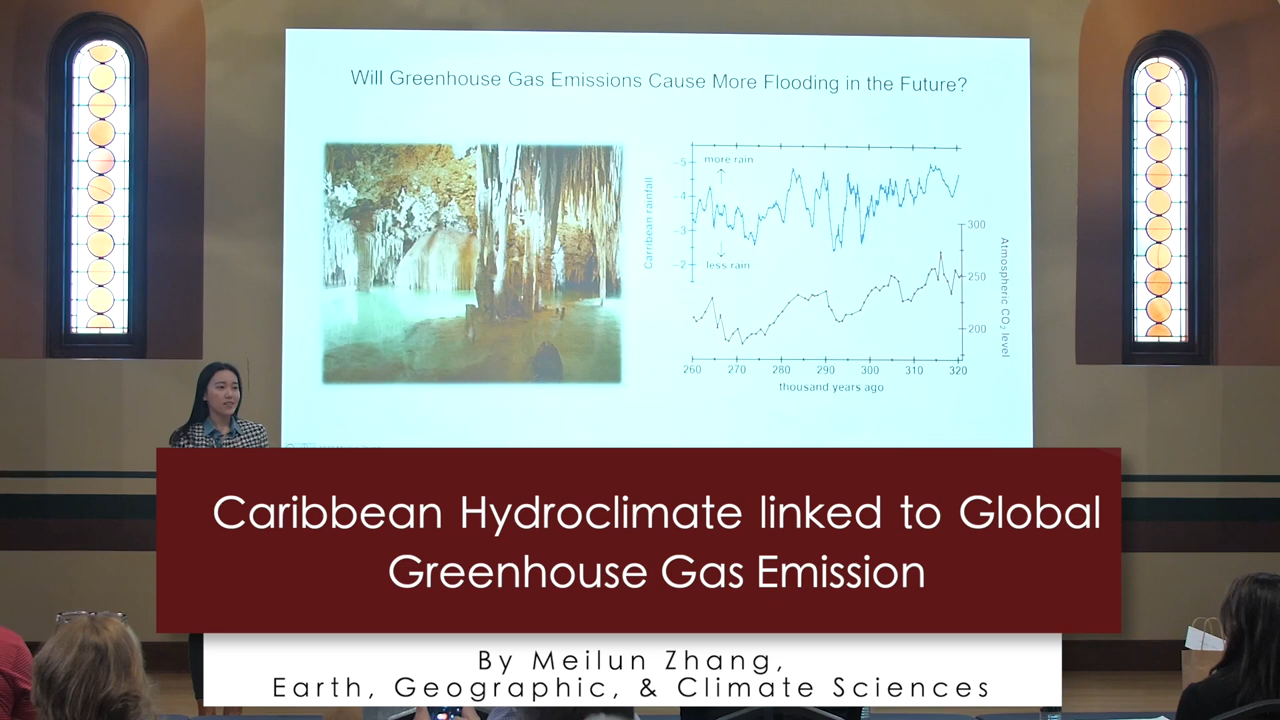 Will Greenhouse Gas Emissions Cause More Flooding in the Future?
more rain
less rain
Carribean rainfall
-5
-4
-3
-2
300
250
200
Atmospheric CO₂ level
260 270 280 290 300 310 320
thousand years ago
Caribbean Hydroclimate linked to Global
Greenhouse Gas Emission
By Meilun Zhang,
Earth, Geographic, & Climate Sciences